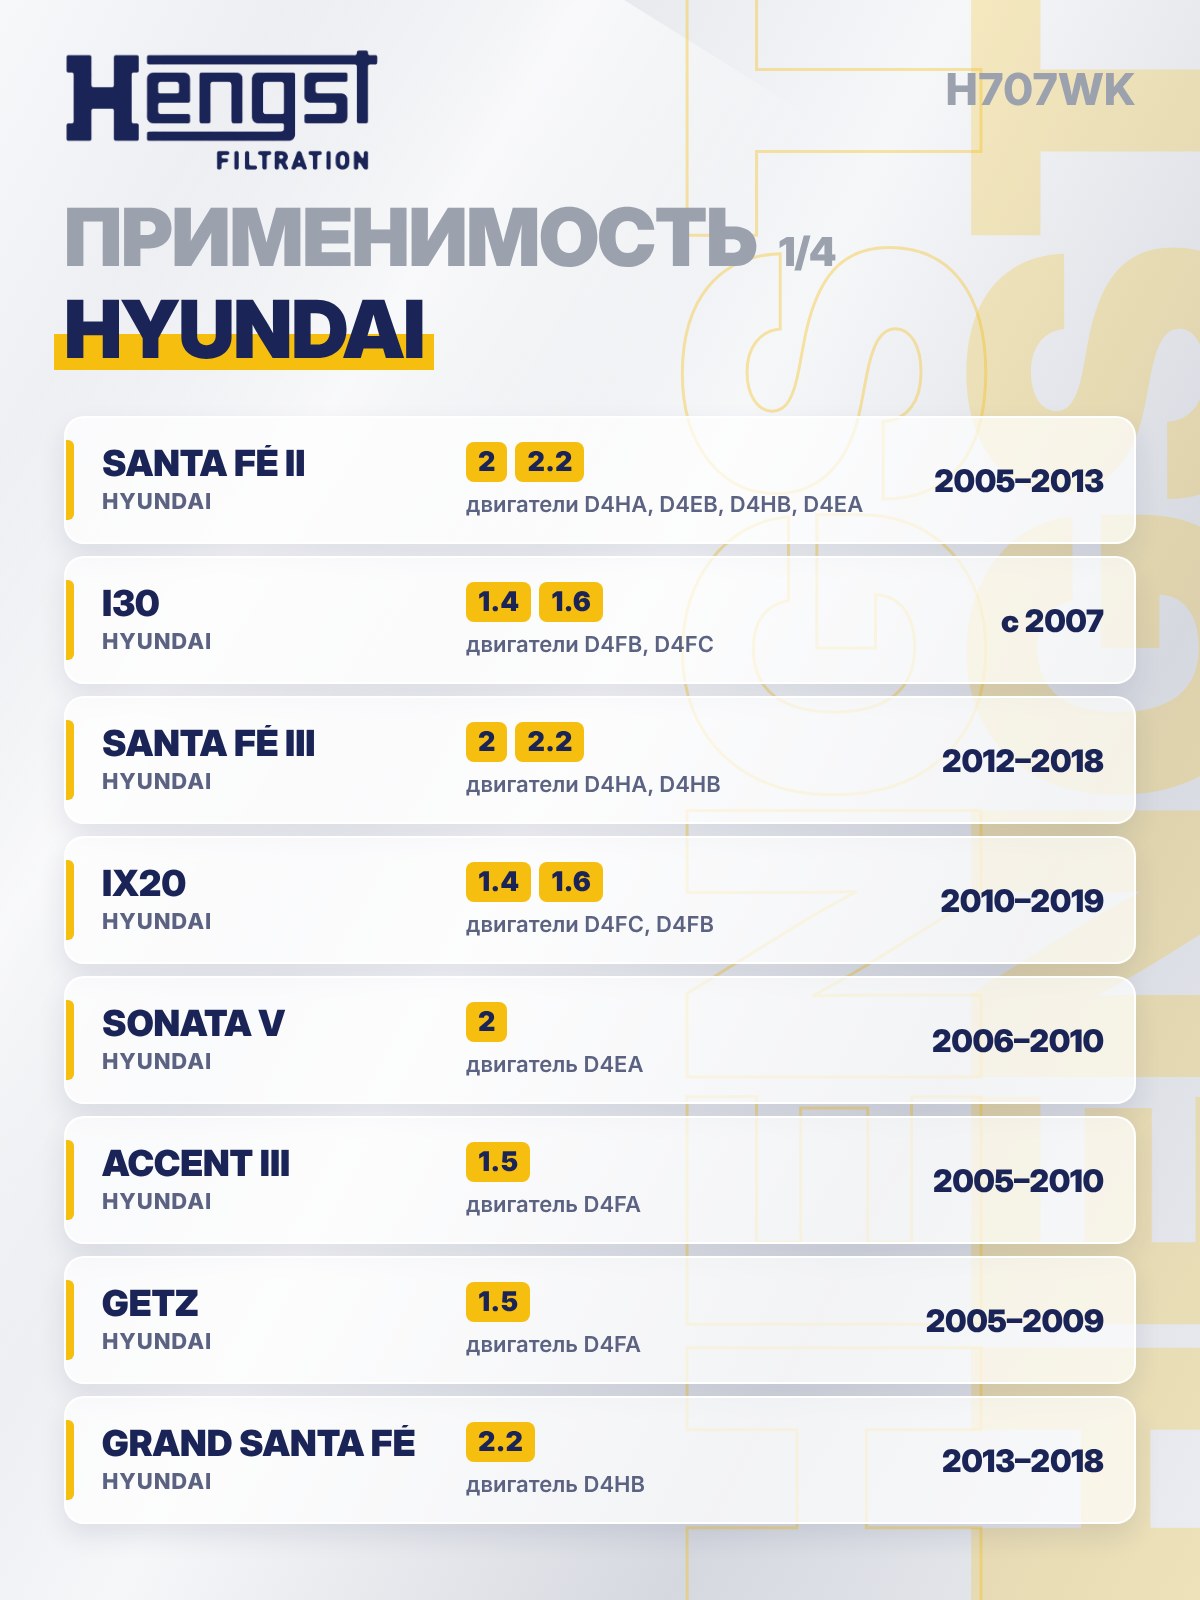 Hengst
FILTRATION
H707WK
ПРИМЕНИМОСТЬ 1/4
HYUNDAI
SANTA FÉ II
HYUNDAI
2 2.2
двигатели D4HA, D4EB, D4HB, D4EA
2005–2013
I30
HYUNDAI
1.4 1.6
двигатели D4FB, D4FC
с 2007
SANTA FÉ III
HYUNDAI
2 2.2
двигатели D4HA, D4HB
2012–2018
IX20
HYUNDAI
1.4 1.6
двигатели D4FC, D4FB
2010–2019
SONATA V
HYUNDAI
2
двигатель D4EA
2006–2010
ACCENT III
HYUNDAI
1.5
двигатель D4FA
2005–2010
GETZ
HYUNDAI
1.5
двигатель D4FA
2005–2009
GRAND SANTA FÉ
HYUNDAI
2.2
двигатель D4HB
2013–2018
HENGST
HENGST